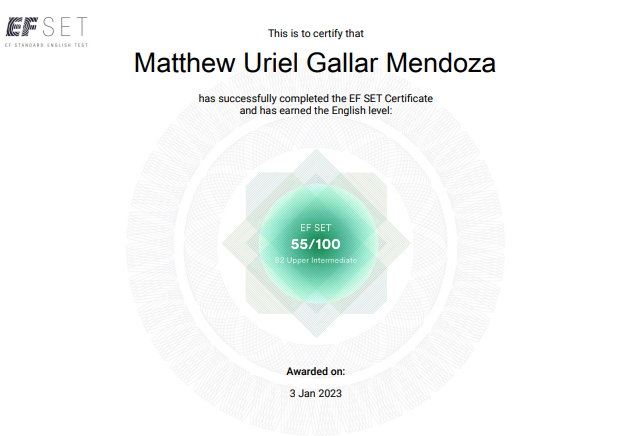 EF SET
EF STANDARD ENGLISH TEST
This is to certify that
Matthew Uriel Gallar Mendoza
has successfully completed the EF SET Certificate
and has earned the English level:
EF SET
55/100
B2 Upper Intermediate
Awarded on:
3 Jan 2023